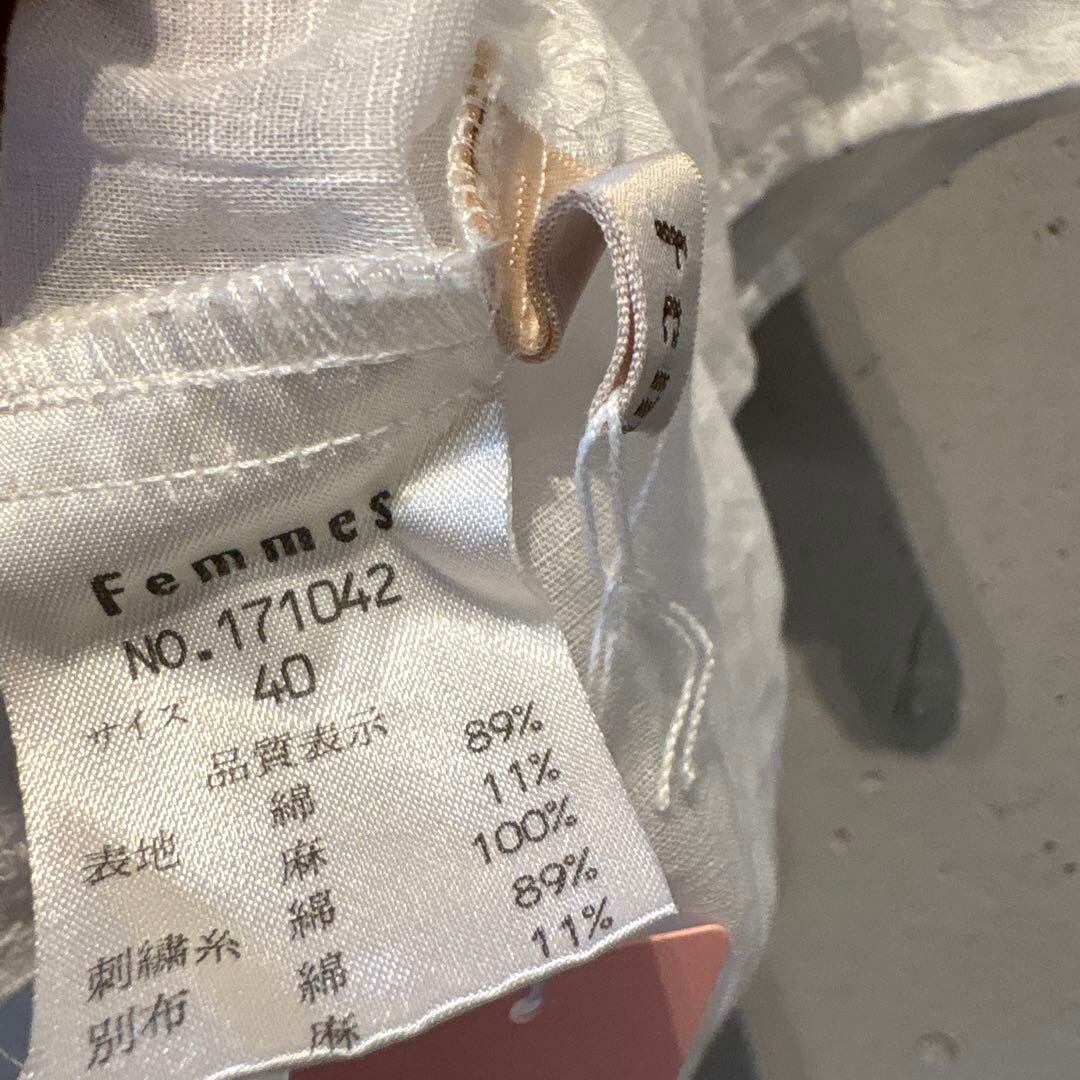 Femmes
NO.171042
サイズ 40
品質表示
表地 綿 89%
麻 11%
刺繍糸 綿 100%
別布 綿 89%
麻 11%